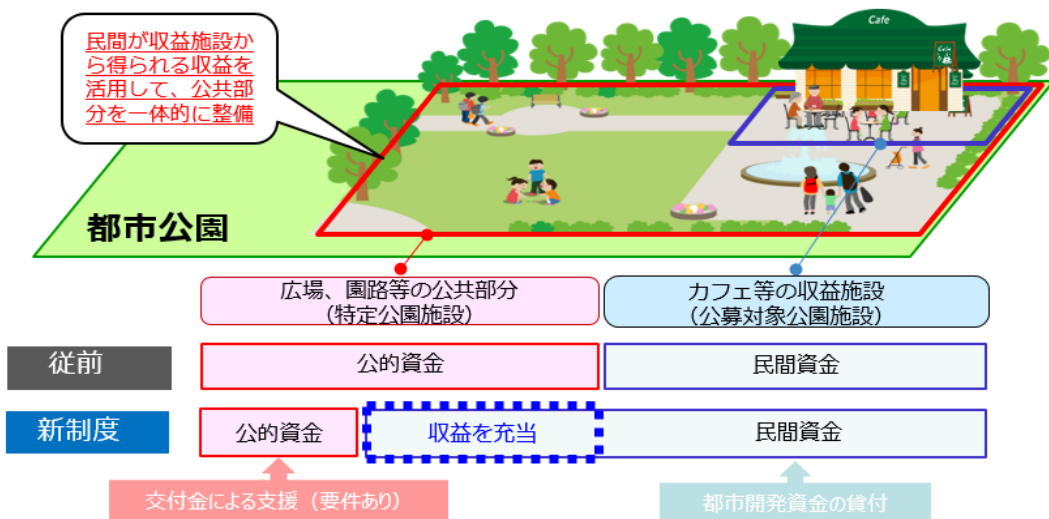 民間が収益施設か
ら得られる収益を
活用して、公共部
分を一体的に整備
Cafe
都市公園
広場、園路等の公共部分
（特定公園施設）
カフェ等の収益施設
（公募対象公園施設）
従前
公的資金
民間資金
新制度
公的資金
収益を充当
民間資金
交付金による支援（要件あり）
都市開発資金の貸付